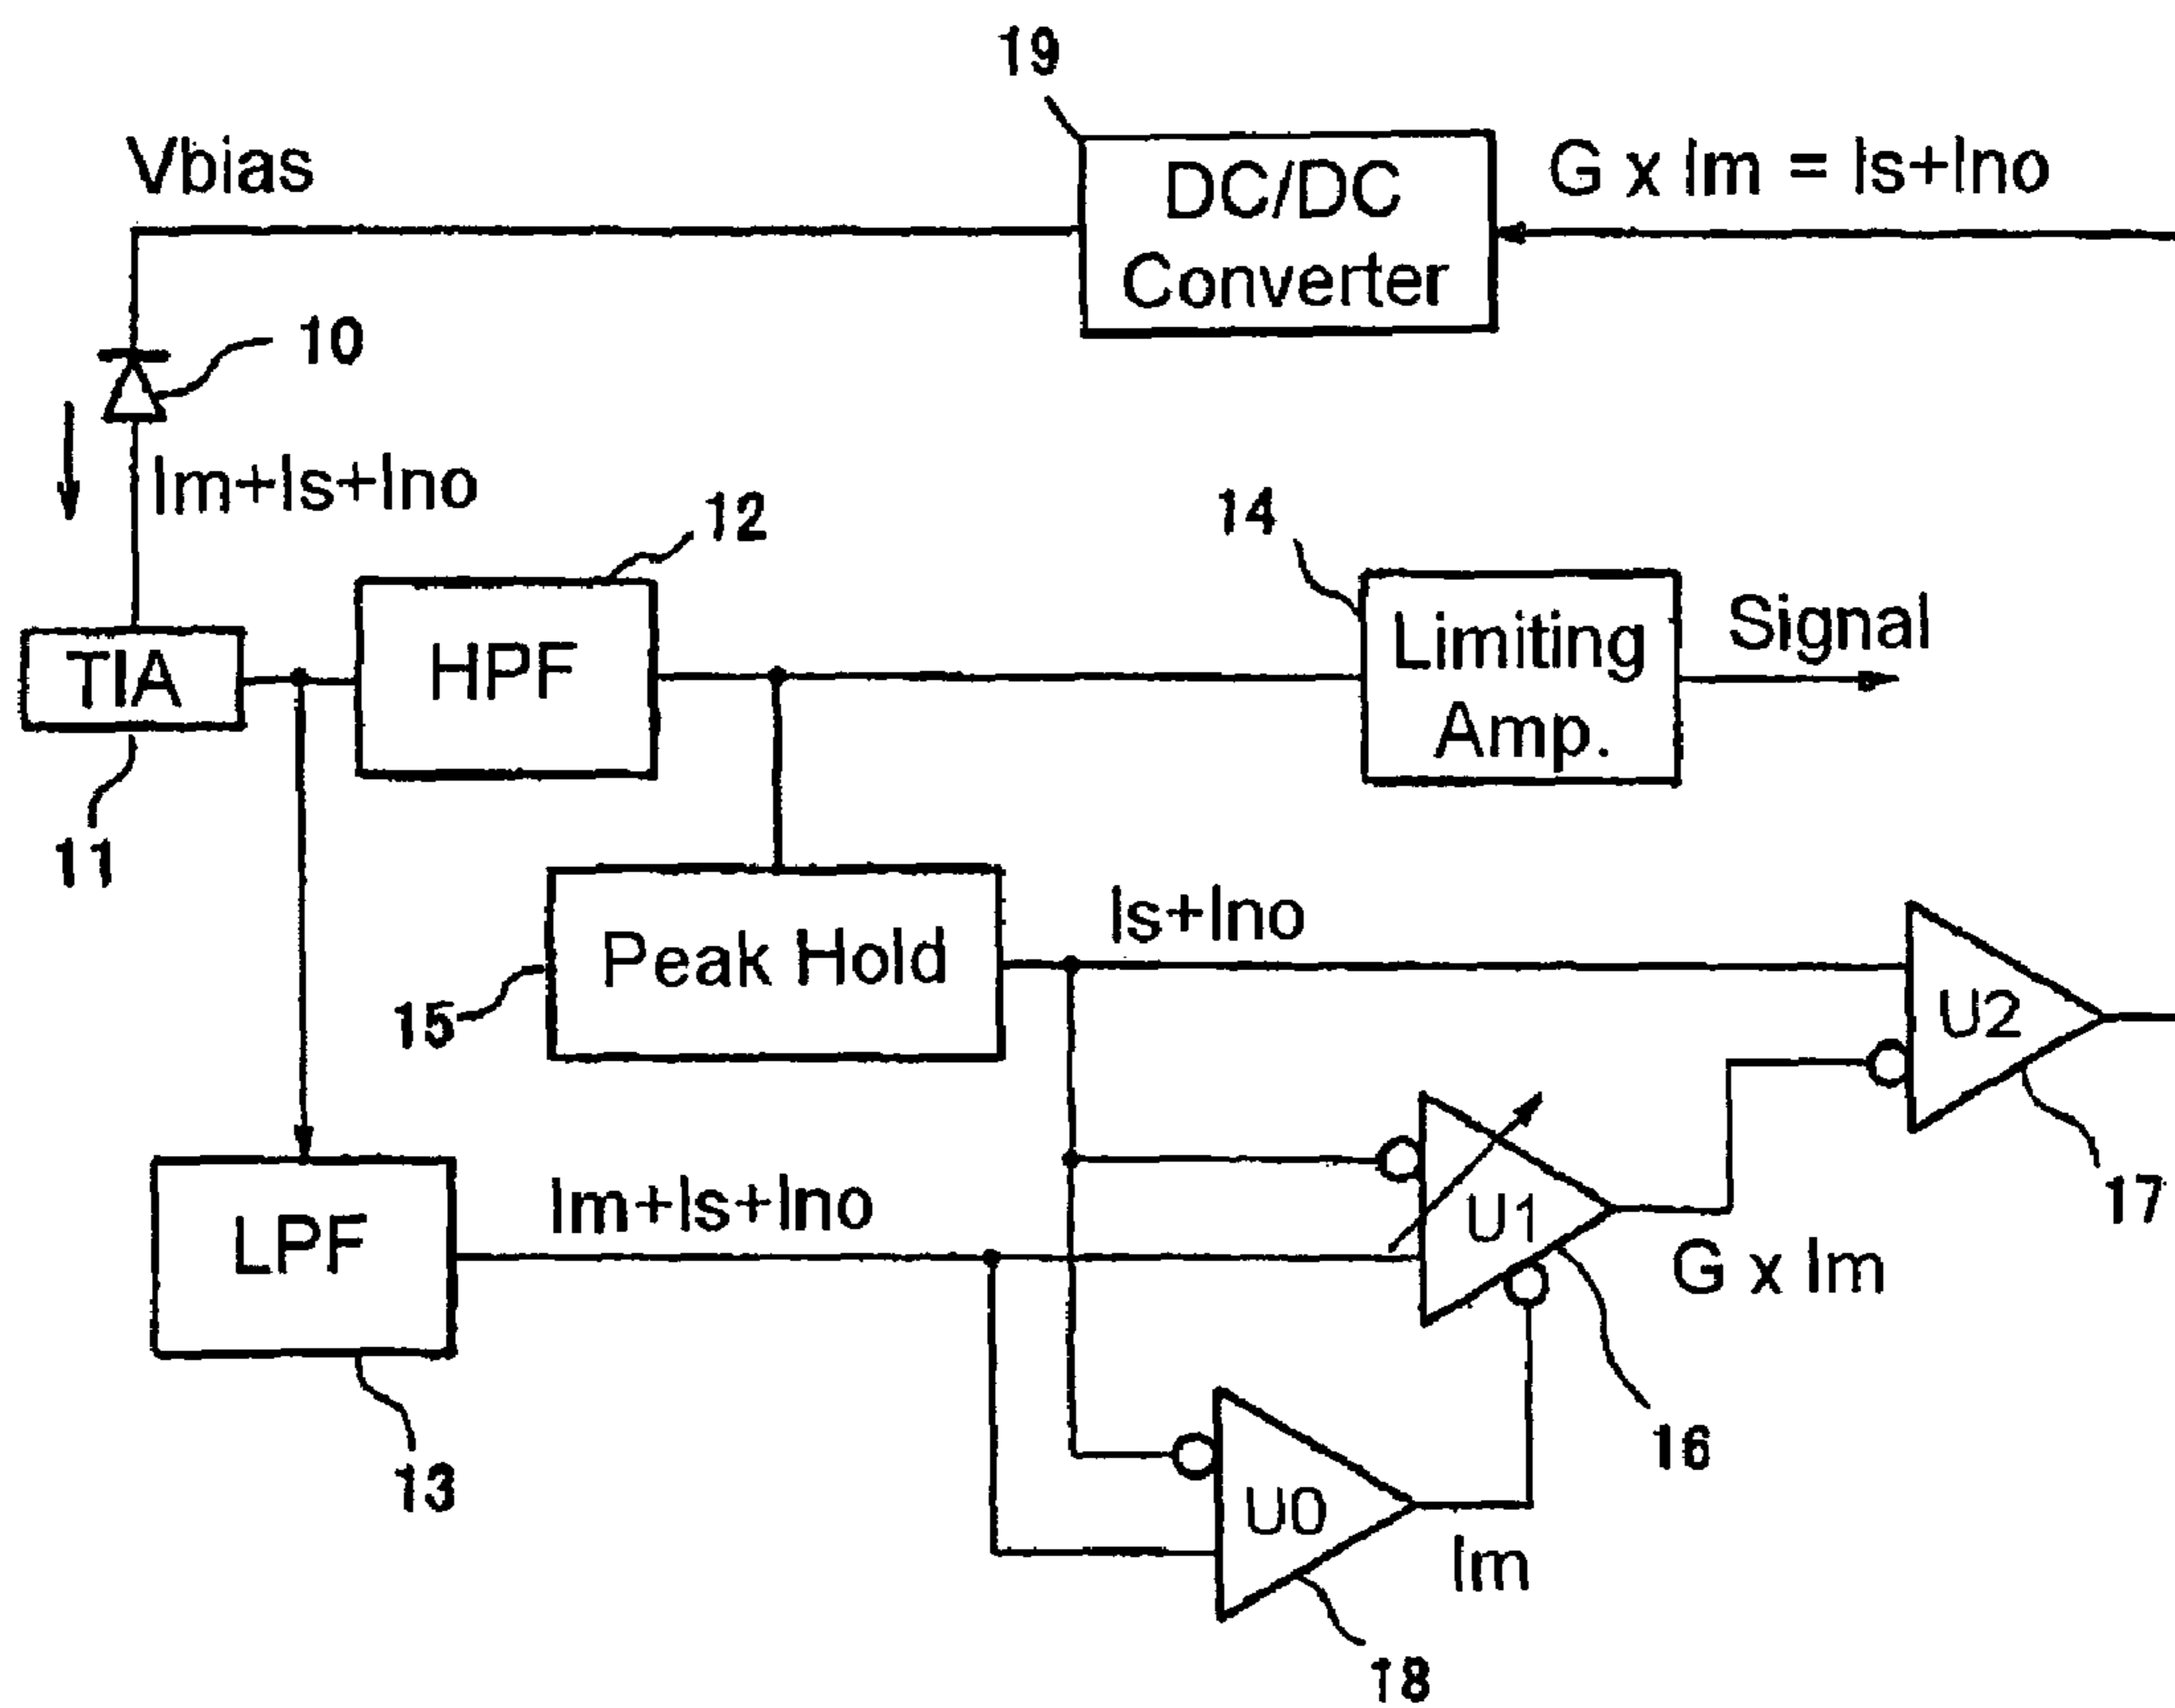 19
Vbias
DC/DC
Converter
G x Im = Is+Ino
10
Im+Is+Ino
12
14
TIA
HPF
Limiting
Amp.
Signal
11
Peak Hold
Is+Ino
15
U2
17
LPF
Im+Is+Ino
U1
G x Im
16
13
U0
Im
18